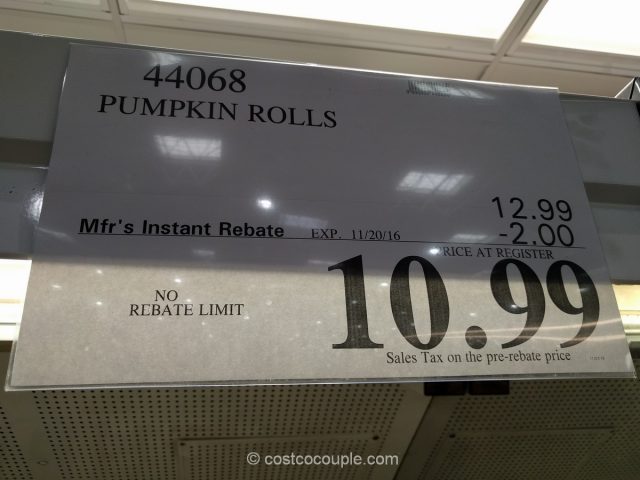 44068
PUMPKIN ROLLS
12.99
Mfr's Instant Rebate EXP. 11/20/16 -2.00
PRICE AT REGISTER
10.99
NO
REBATE LIMIT
Sales Tax on the pre-rebate price
© costcocouple.com